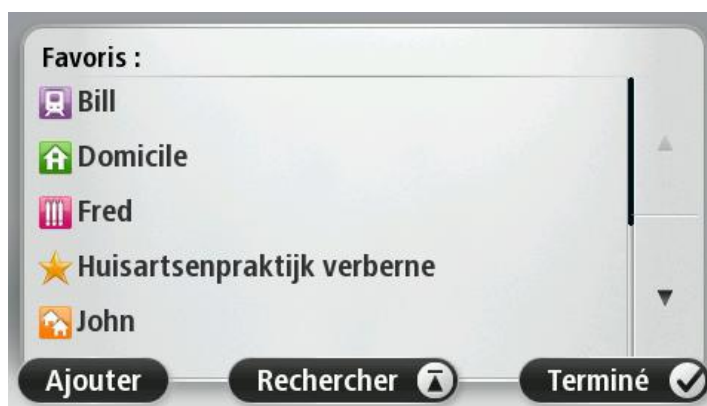 Favoris :
Bill
Domicile
Fred
Huisartsenpraktijk verberne
John
Ajouter
Rechercher
Terminé